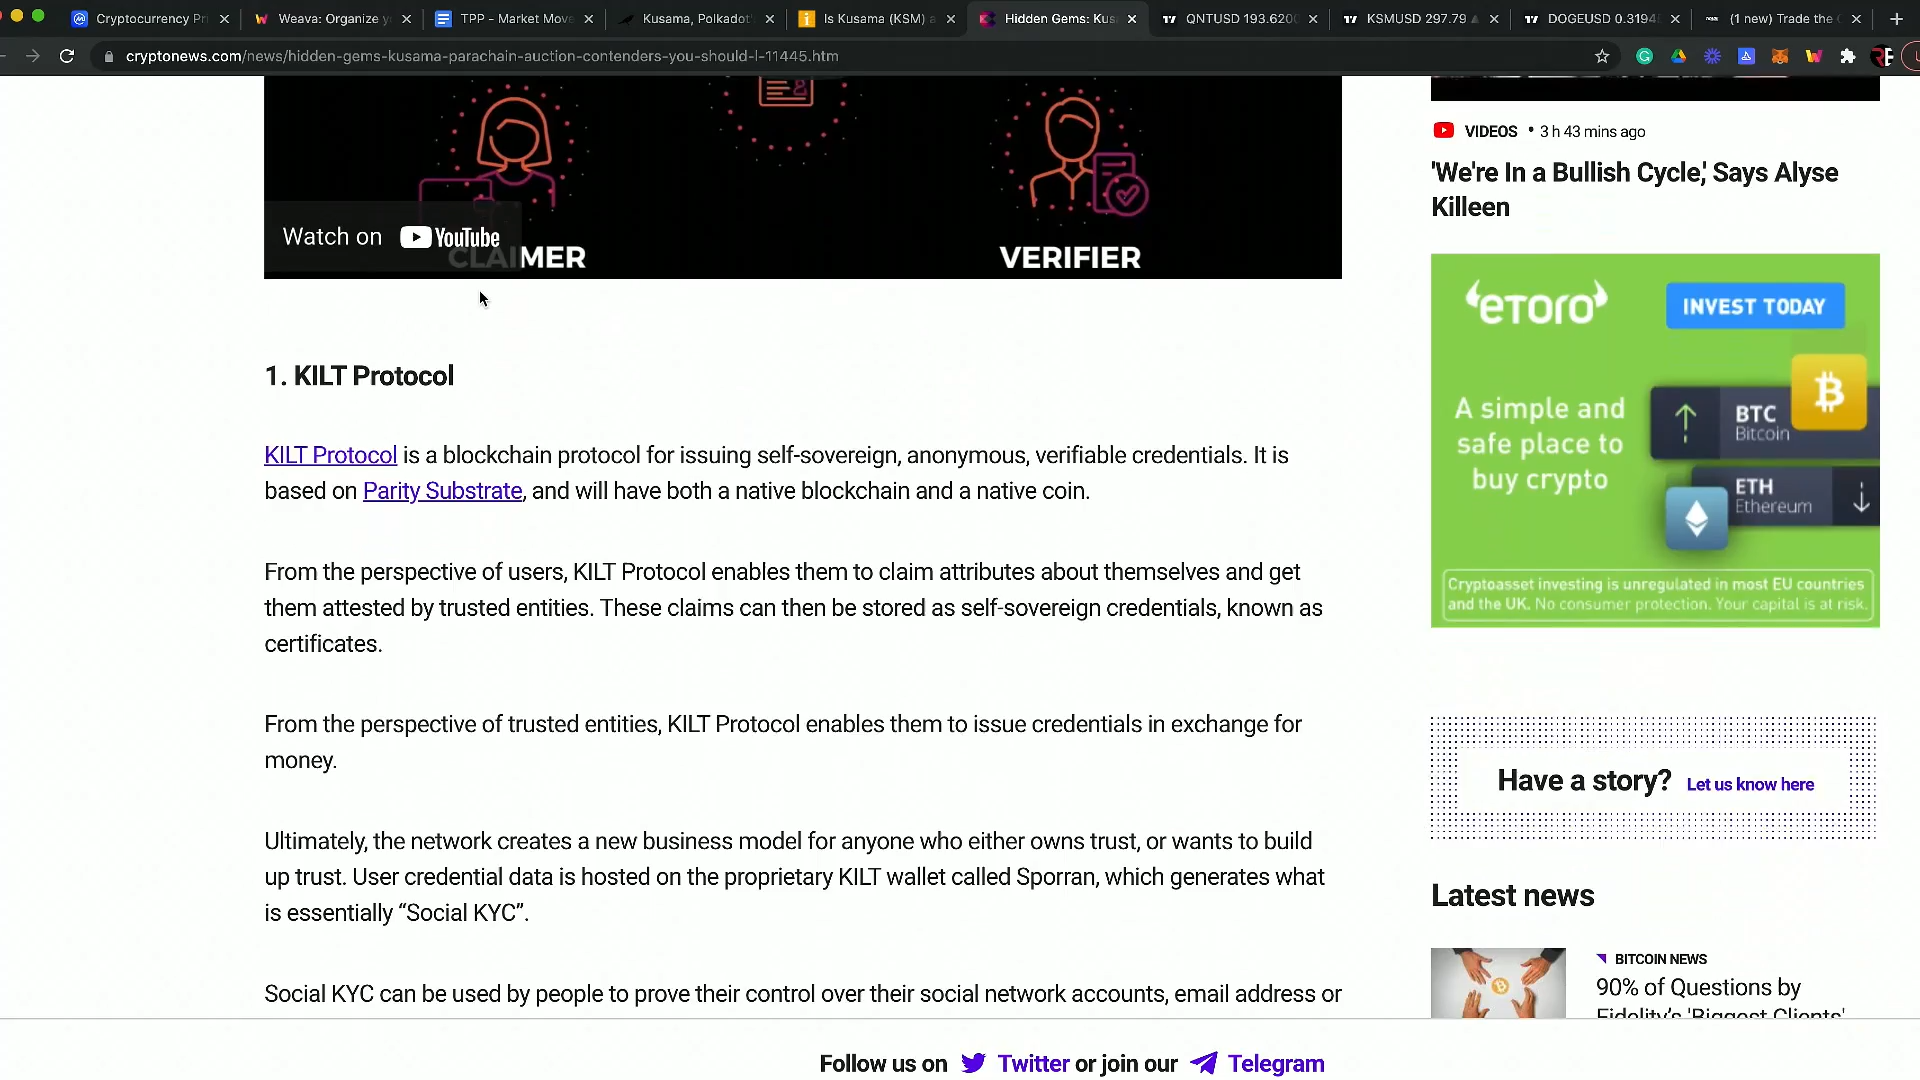 Cryptocurrency Pri
Weava: Organize y
TPP - Market Move
Kusama, Polkadot'
Is Kusama (KSM) a
Hidden Gems: Kus
QNTUSD 193.6200
KSMUSD 297.79
DOGEUSD 0.3194
(1 new) Trade the
cryptonews.com/news/hidden-gems-kusama-parachain-auction-contenders-you-should-l-11445.htm
Watch on YouTube
CLAIMER
VERIFIER
1. KILT Protocol
KILT Protocol is a blockchain protocol for issuing self-sovereign, anonymous, verifiable credentials. It is
based on Parity Substrate, and will have both a native blockchain and a native coin.
From the perspective of users, KILT Protocol enables them to claim attributes about themselves and get
them attested by trusted entities. These claims can then be stored as self-sovereign credentials, known as
certificates.
From the perspective of trusted entities, KILT Protocol enables them to issue credentials in exchange for
money.
Ultimately, the network creates a new business model for anyone who either owns trust, or wants to build
up trust. User credential data is hosted on the proprietary KILT wallet called Sporran, which generates what
is essentially “Social KYC”.
Social KYC can be used by people to prove their control over their social network accounts, email address or
VIDEOS • 3 h 43 mins ago
'We're In a Bullish Cycle,' Says Alyse
Killeen
eTORO
INVEST TODAY
A simple and
safe place to
buy crypto
BTC
Bitcoin
ETH
Ethereum
Cryptoasset investing is unregulated in most EU countries
and the UK. No consumer protection. Your capital is at risk.
Have a story? Let us know here
Latest news
BITCOIN NEWS
90% of Questions by
Fidelity's 'Biggest Clients'
Follow us on Twitter or join our Telegram